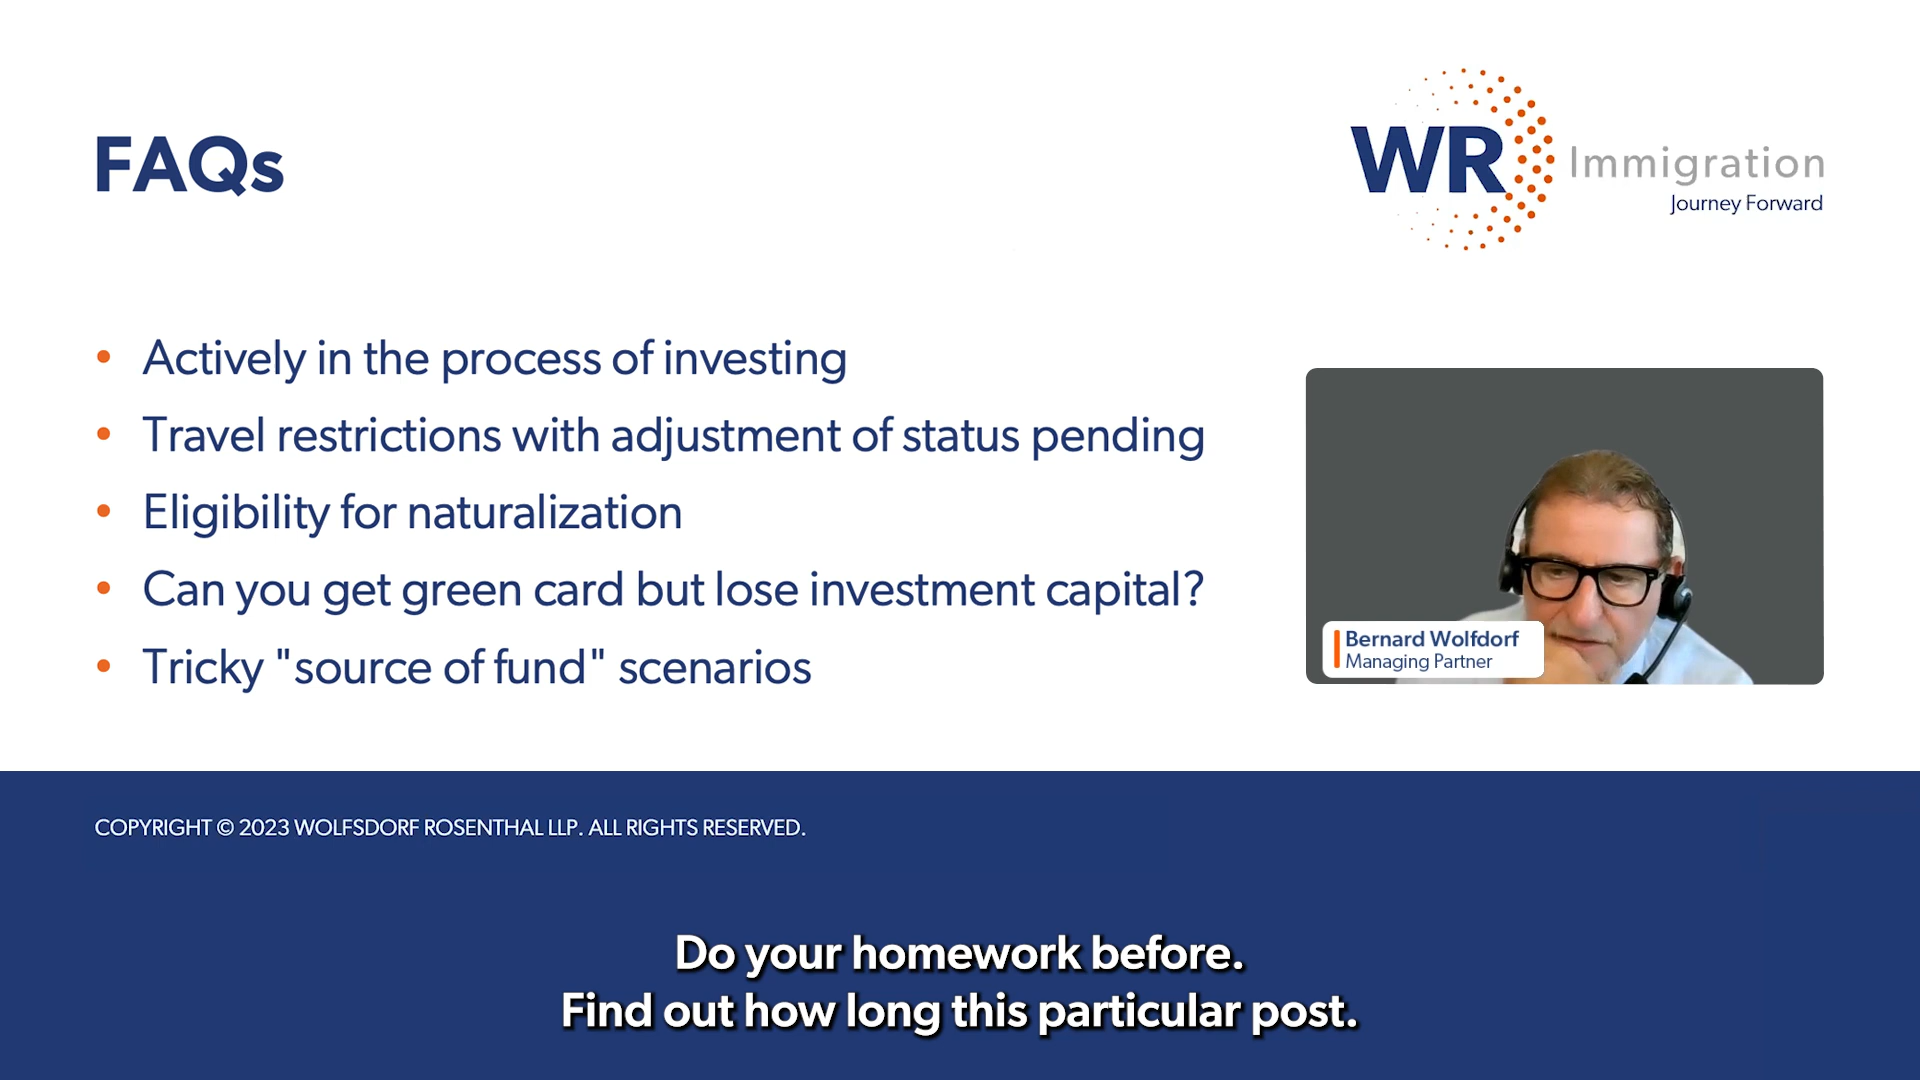 FAQs
WR Immigration
Journey Forward
• Actively in the process of investing
• Travel restrictions with adjustment of status pending
• Eligibility for naturalization
• Can you get green card but lose investment capital?
• Tricky "source of fund" scenarios
Bernard Wolfdorf
Managing Partner
COPYRIGHT © 2023 WOLFSDORF ROSENTHAL LLP. ALL RIGHTS RESERVED.
Do your homework before.
Find out how long this particular post.